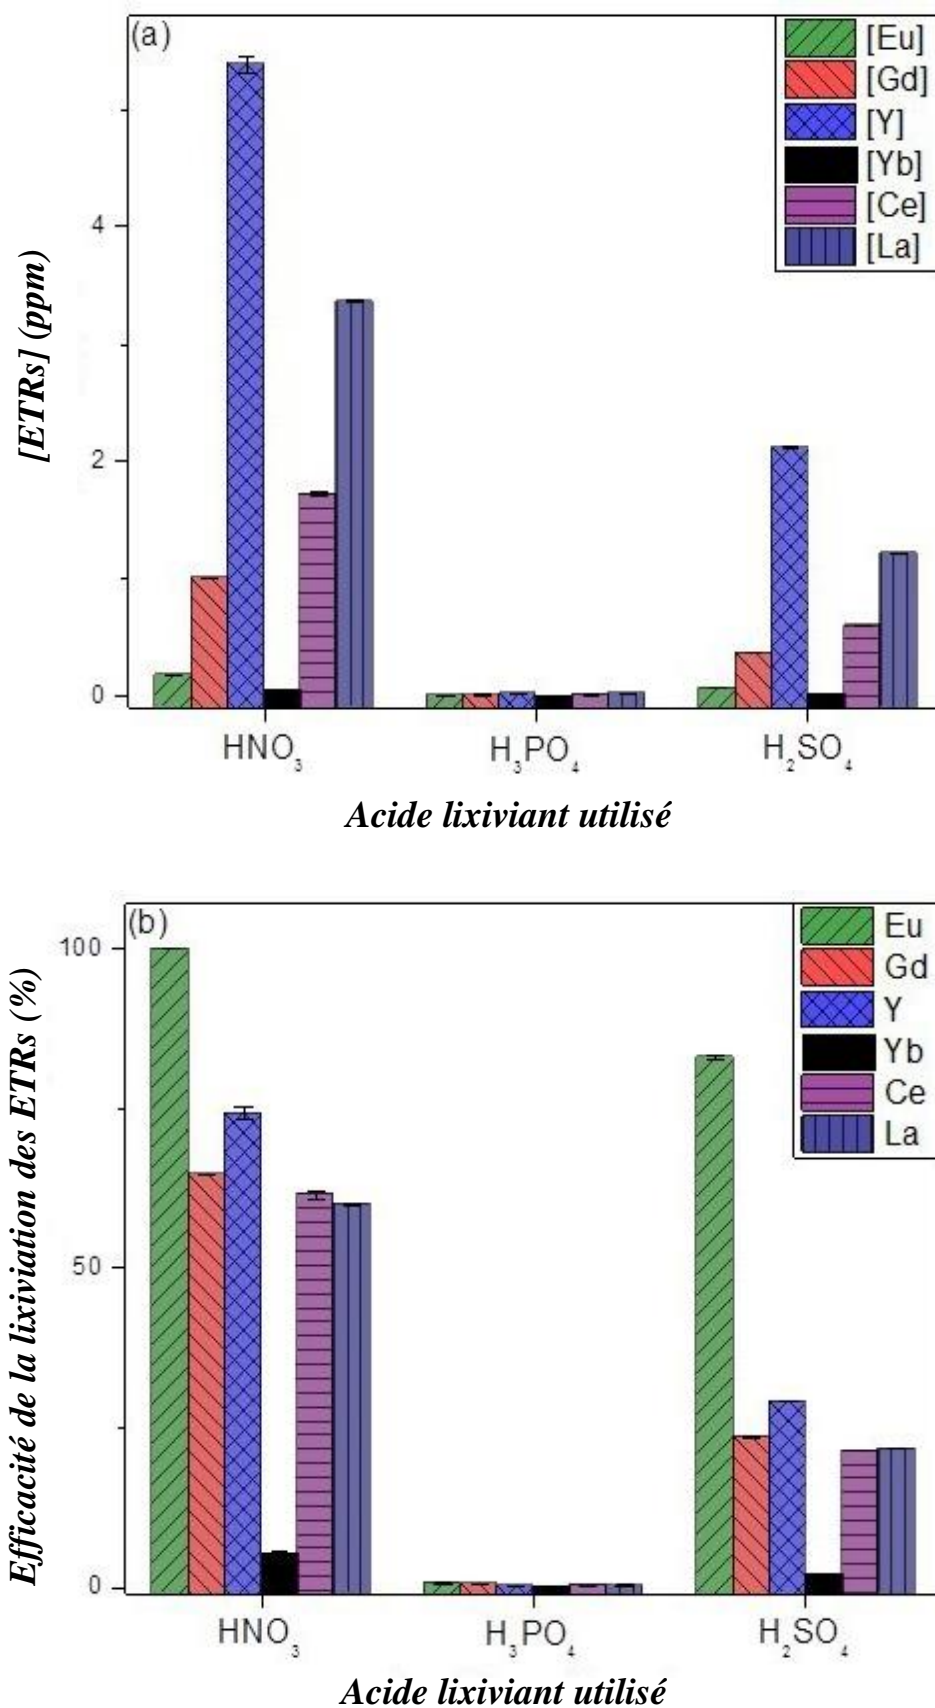 (a)
[Eu]
[Gd]
[Y]
[Yb]
[Ce]
[La]
[ETRs] (ppm)
4
2
0
HNO₃
H₃PO₄
H₂SO₄
Acide lixiviant utilisé
(b)
Eu
Gd
Y
Yb
Ce
La
Efficacité de la lixiviation des ETRs (%)
100
50
0
HNO₃
H₃PO₄
H₂SO₄
Acide lixiviant utilisé